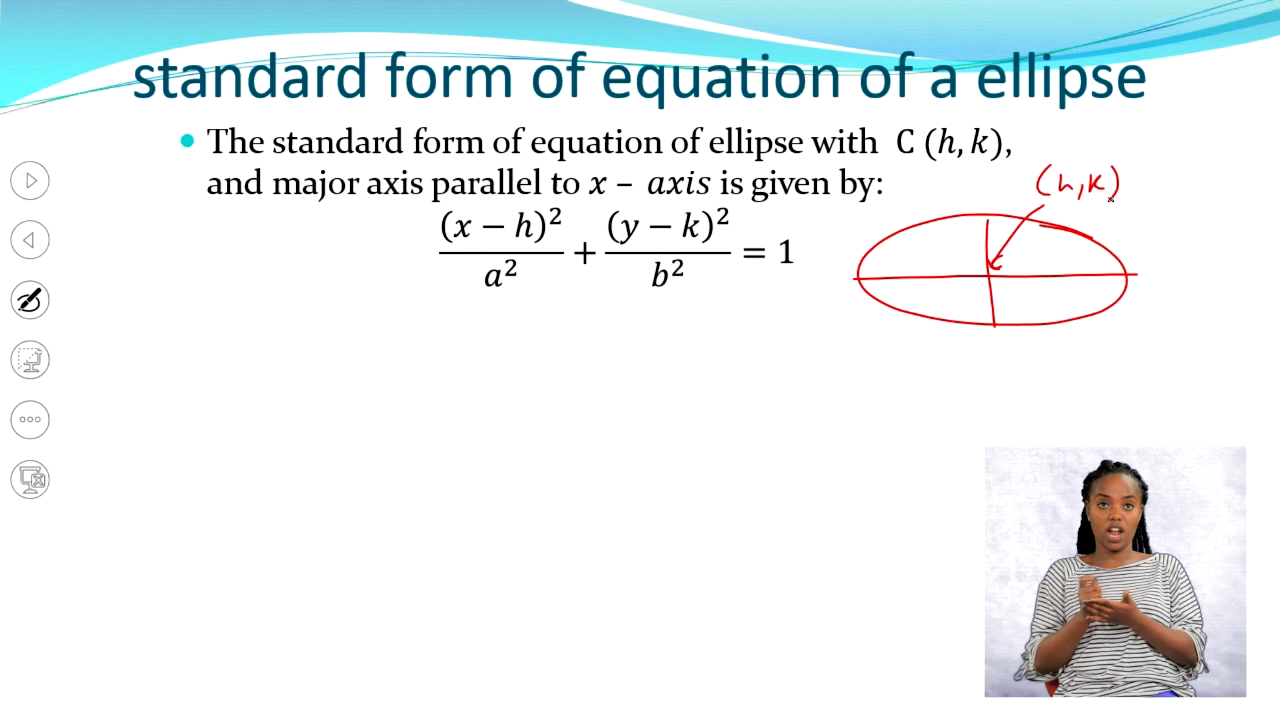 standard form of equation of a ellipse
• The standard form of equation of ellipse with C (h, k),
and major axis parallel to x – axis is given by:
(x − h)²/a² + (y − k)²/b² = 1
(h,k)